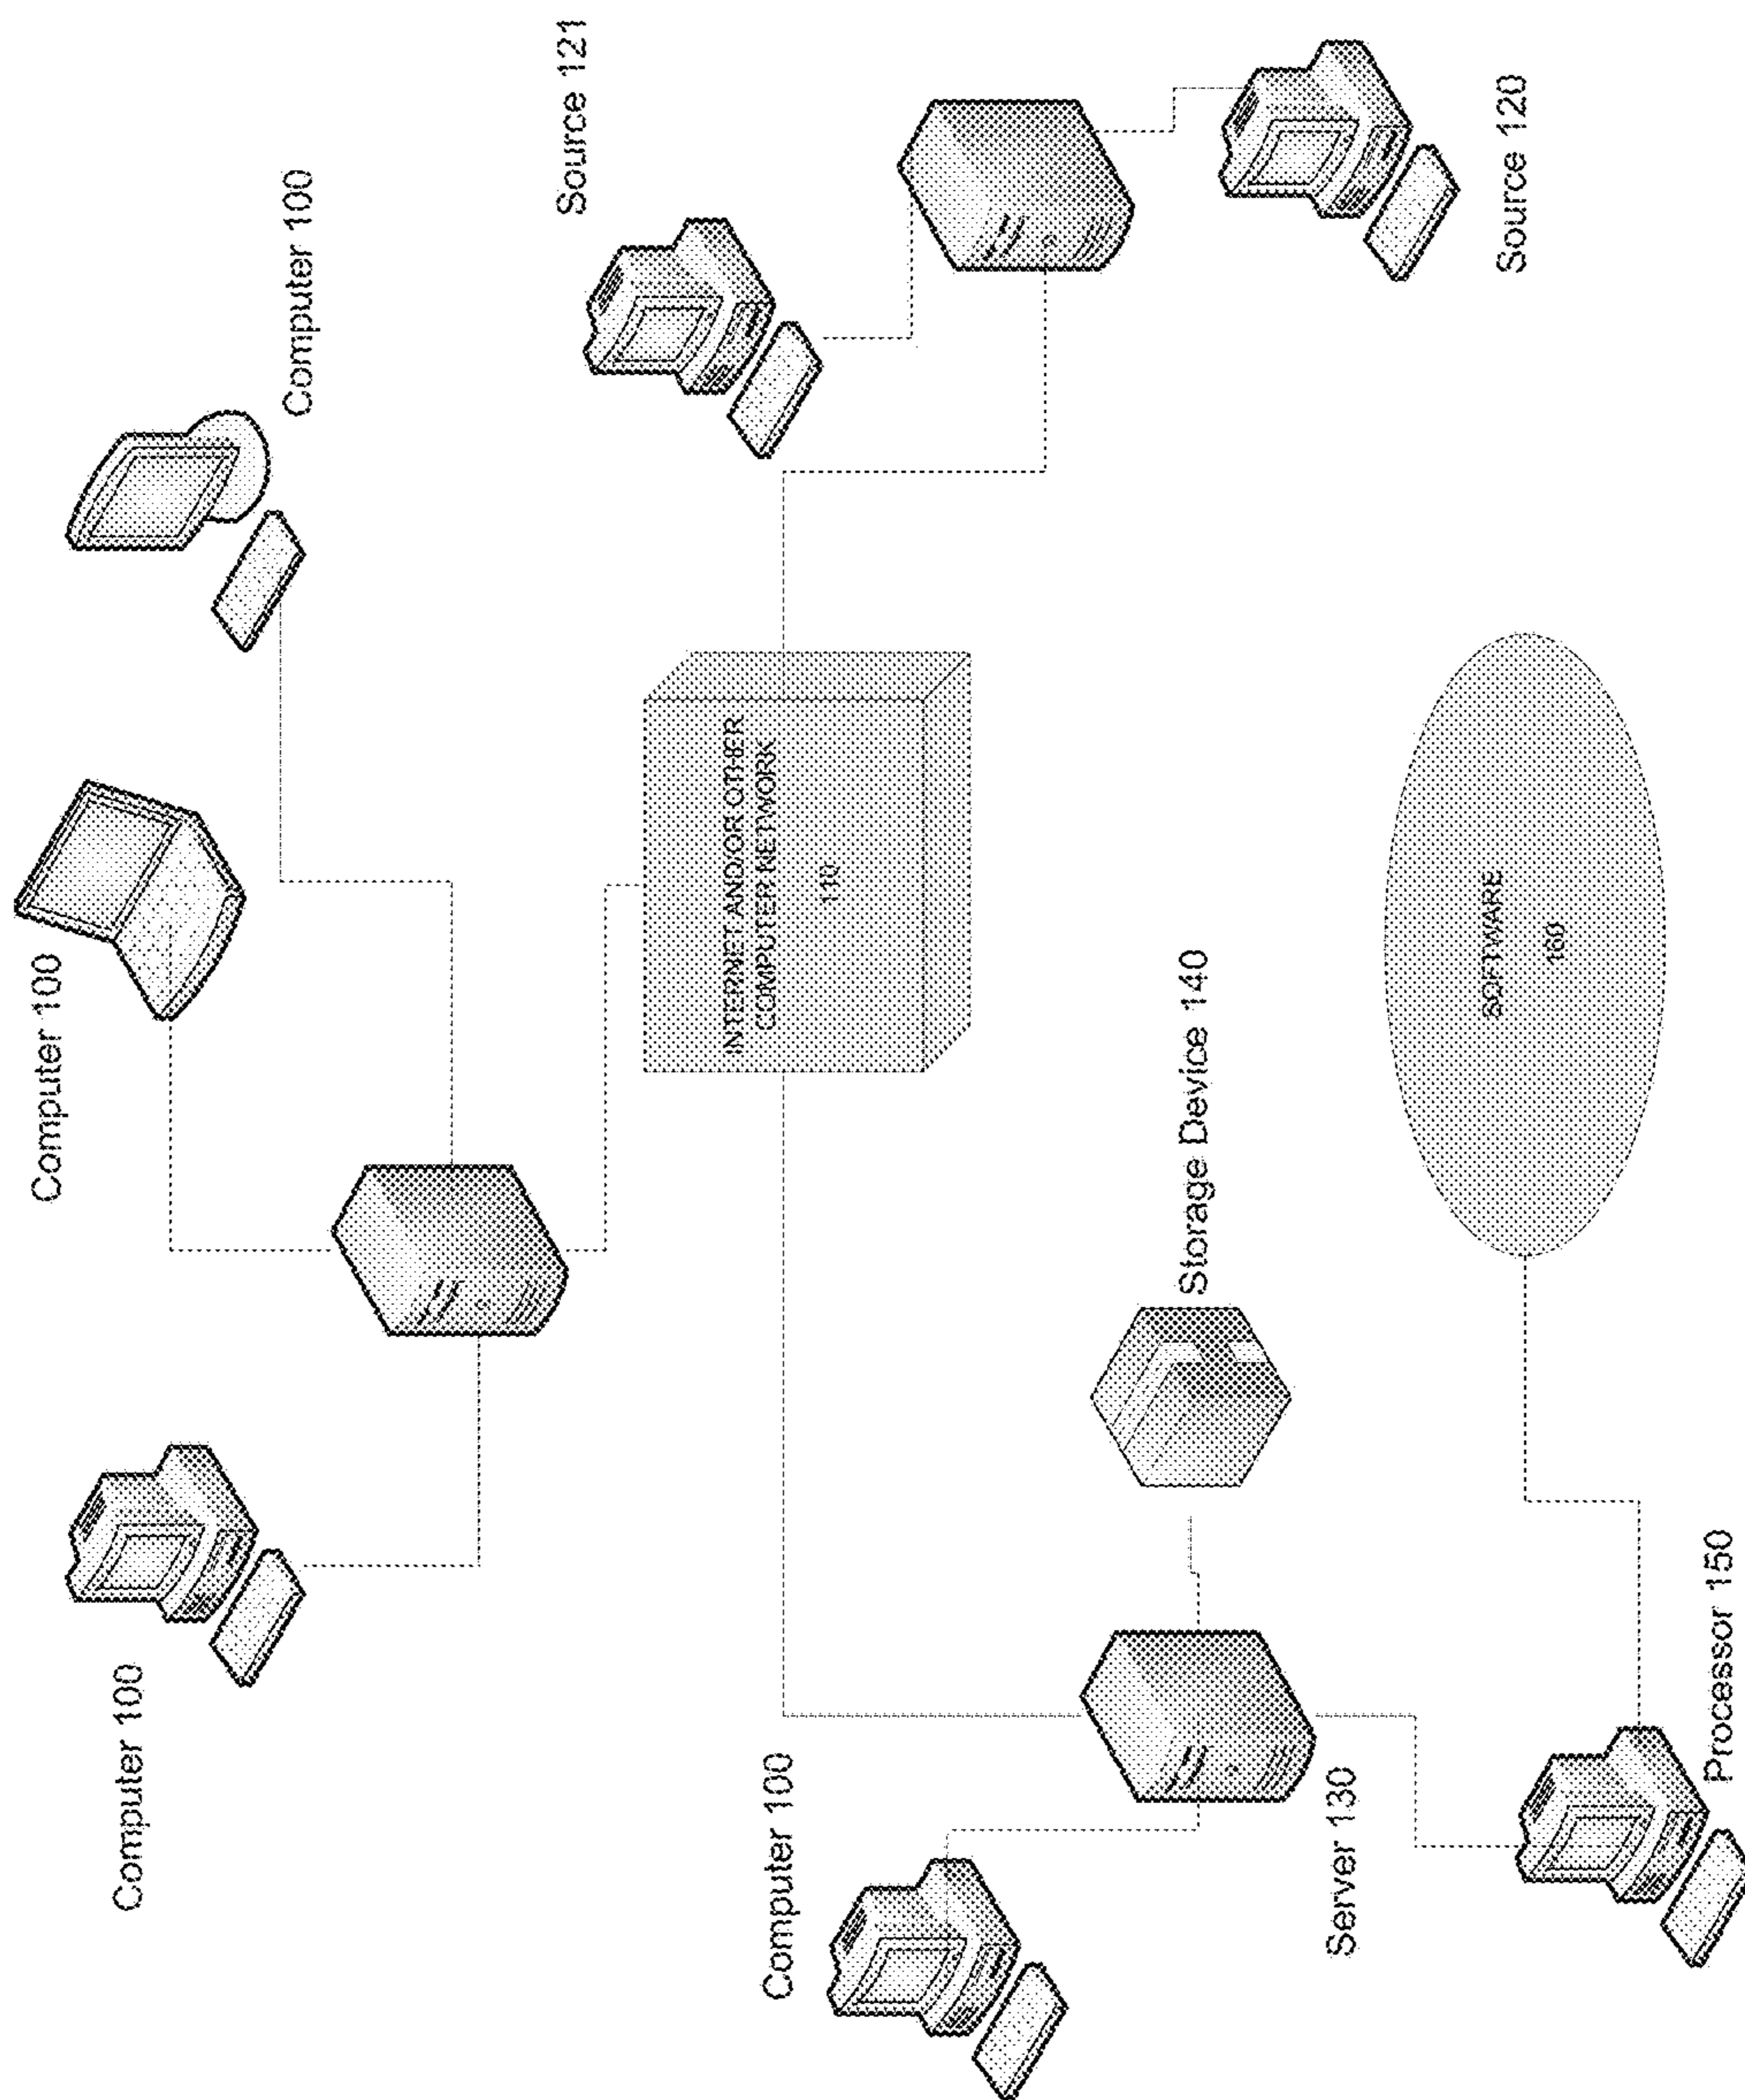 Computer 100
Computer 100
Computer 100
Source 121
INTERNET AND/OR OTHER
COMPUTER NETWORK
110
Computer 100
Storage Device 140
Server 130
Source 120
SOFTWARE
160
Processor 150